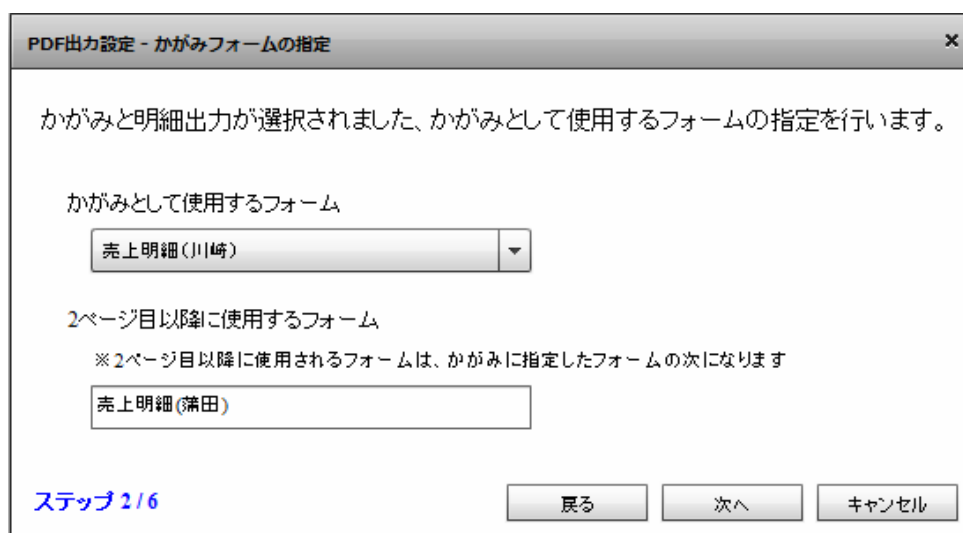 PDF出力設定 - かがみフォームの指定
×
かがみと明細出力が選択されました、かがみとして使用するフォームの指定を行います。
かがみとして使用するフォーム
売上明細(川崎)
2ページ目以降に使用するフォーム
※2ページ目以降に使用されるフォームは、かがみに指定したフォームの次になります
売上明細(蒲田)
ステップ 2 / 6
戻る
次へ
キャンセル